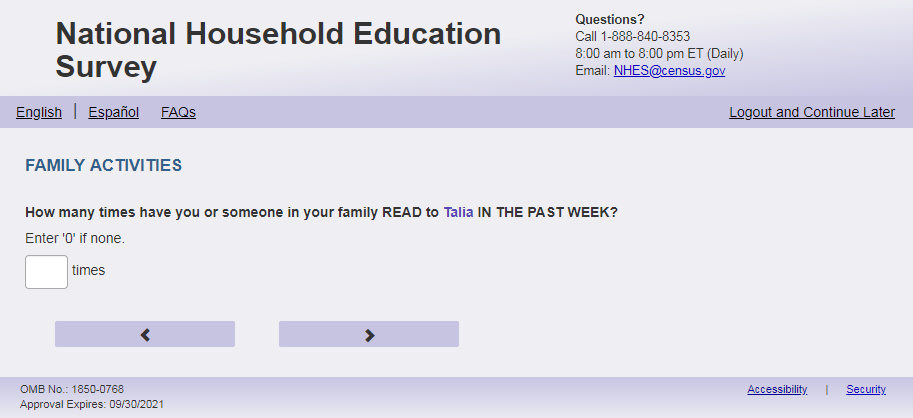 National Household Education
Survey
Questions?
Call 1-888-840-8353
8:00 am to 8:00 pm ET (Daily)
Email: NHES@census.gov
English | Español FAQs Logout and Continue Later
FAMILY ACTIVITIES
How many times have you or someone in your family READ to Talia IN THE PAST WEEK?
Enter '0' if none.
times
OMB No.: 1850-0768
Approval Expires: 09/30/2021
Accessibility | Security